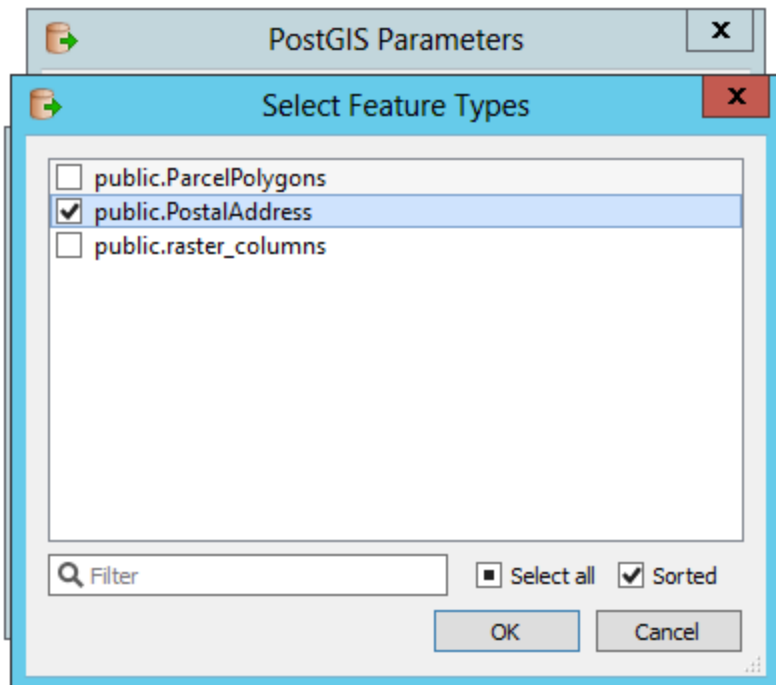 PostGIS Parameters
x
Select Feature Types
x
public.ParcelPolygons
public.PostalAddress
public.raster_columns
Filter
Select all
Sorted
OK
Cancel